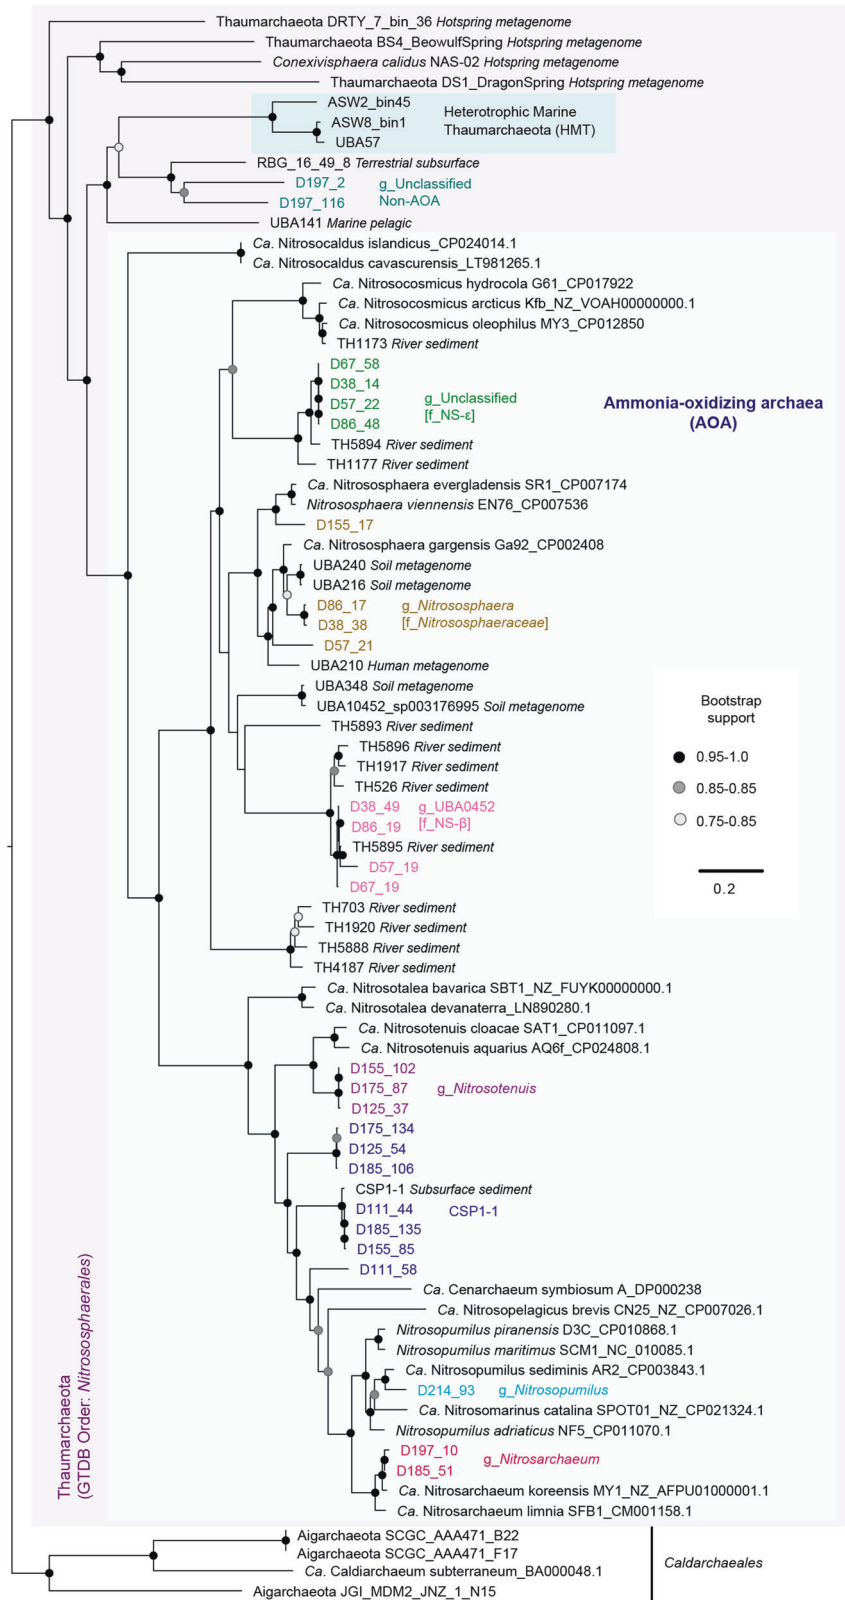 Thaumarchaeota DRTY_7_bin_36 Hotspring metagenome
Thaumarchaeota BS4_BeowulfSpring Hotspring metagenome
Conexivisphaera calidus NAS-02 Hotspring metagenome
Thaumarchaeota DS1_DragonSpring Hotspring metagenome
ASW2_bin45
ASW8_bin1
UBA57
Heterotrophic Marine
Thaumarchaeota (HMT)
RBG_16_49_8 Terrestrial subsurface
D197_2
D197_116
g_Unclassified
Non-AOA
UBA141 Marine pelagic
Ca. Nitrosocaldus islandicus_CP024014.1
Ca. Nitrosocaldus cavascurensis_LT981265.1
Ca. Nitrosocosmicus hydrocola G61_CP017922
Ca. Nitrosocosmicus arcticus Kfb_NZ_VOAH00000000.1
Ca. Nitrosocosmicus oleophilus MY3_CP012850
TH1173 River sediment
D67_58
D38_14
D57_22
D86_48
g_Unclassified
[f_NS-ε]
Ammonia-oxidizing archaea
(AOA)
TH5894 River sediment
TH1177 River sediment
Ca. Nitrososphaera evergladensis SR1_CP007174
Nitrososphaera viennensis EN76_CP007536
D155_17
Ca. Nitrososphaera gargensis Ga92_CP002408
UBA240 Soil metagenome
UBA216 Soil metagenome
D86_17
D38_38
g_Nitrososphaera
[f_Nitrososphaeraceae]
D57_21
UBA210 Human metagenome
UBA348 Soil metagenome
UBA10452_sp003176995 Soil metagenome
TH5893 River sediment
TH5896 River sediment
TH1917 River sediment
TH526 River sediment
D38_49
D86_19
g_UBA0452
[f_NS-β]
TH5895 River sediment
D57_19
D67_19
Bootstrap
support
0.95-1.0
0.85-0.85
0.75-0.85
0.2
TH703 River sediment
TH1920 River sediment
TH5888 River sediment
TH4187 River sediment
Ca. Nitrosotalea bavarica SBT1_NZ_FUYK00000000.1
Ca. Nitrosotalea devanaterra_LN890280.1
Ca. Nitrosotenuis cloacae SAT1_CP011097.1
Ca. Nitrosotenuis aquarius AQ6f_CP024808.1
D155_102
D175_87 g_Nitrosotenuis
D125_37
D175_134
D125_54
D185_106
CSP1-1 Subsurface sediment
D111_44 CSP1-1
D185_135
D155_85
D111_58
Ca. Cenarchaeum symbiosum A_DP000238
Ca. Nitrosopelagicus brevis CN25_NZ_CP007026.1
Nitrosopumilus piranensis D3C_CP010868.1
Nitrosopumilus maritimus SCM1_NC_010085.1
Ca. Nitrosopumilus sediminis AR2_CP003843.1
D214_93 g_Nitrosopumilus
Ca. Nitrosomarinus catalina SPOT01_NZ_CP021324.1
Nitrosopumilus adriaticus NF5_CP011070.1
D197_10
D185_51
g_Nitrosarchaeum
Ca. Nitrosarchaeum koreensis MY1_NZ_AFPU01000001.1
Ca. Nitrosarchaeum limnia SFB1_CM001158.1
Thaumarchaeota
(GTDB Order: Nitrososphaerales)
Aigarchaeota SCGC_AAA471_B22
Aigarchaeota SCGC_AAA471_F17
Ca. Caldiarchaeum subterraneum_BA000048.1
Aigarchaeota JGI_MDM2_JNZ_1_N15
Caldarchaeales